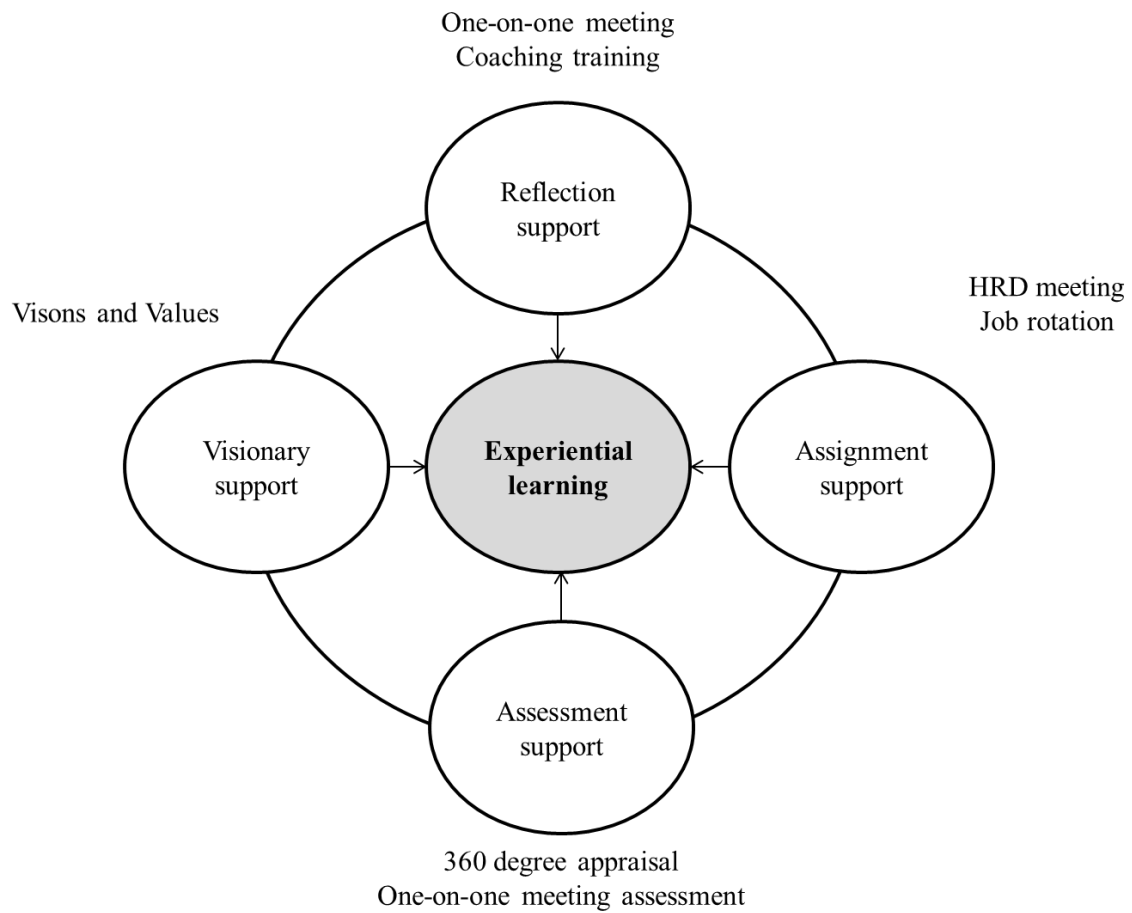 One-on-one meeting
Coaching training
Reflection
support
HRD meeting
Job rotation
Visons and Values
Visionary
support
Experiential
learning
Assignment
support
Assessment
support
360 degree appraisal
One-on-one meeting assessment